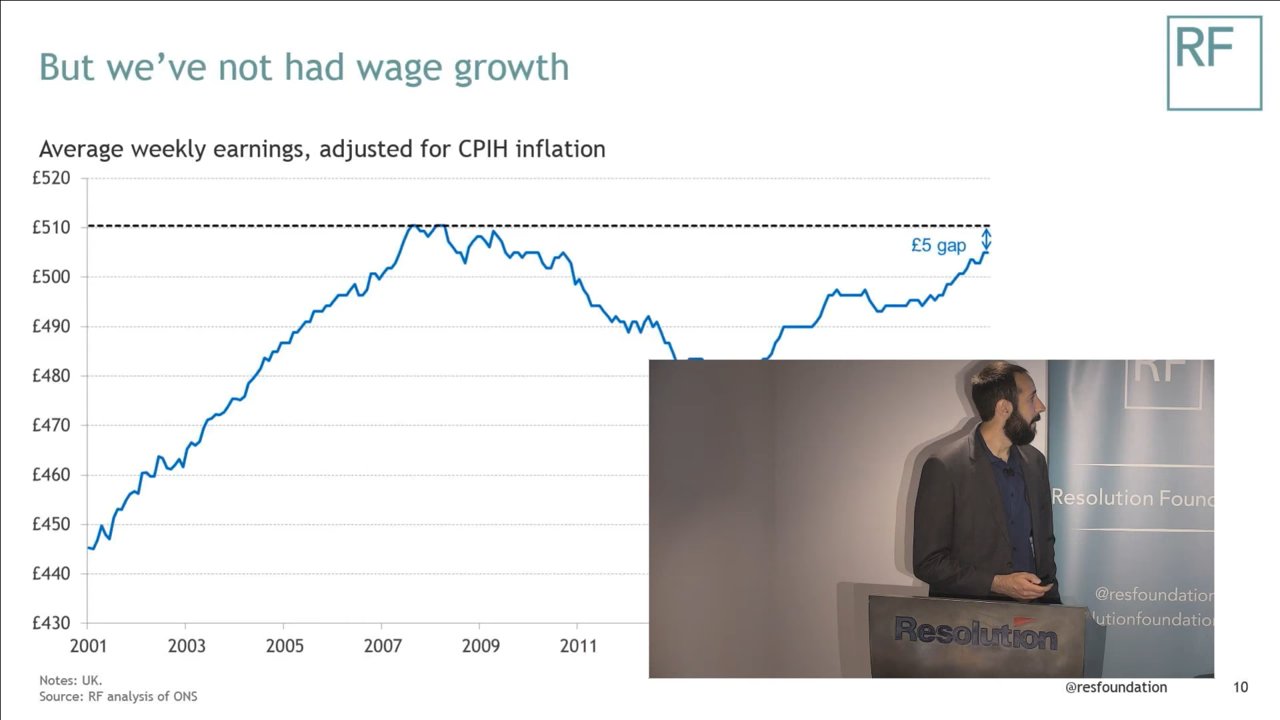 RF
But we've not had wage growth
Average weekly earnings, adjusted for CPIH inflation
£520
£510
£5 gap
£500
£490
£480
£470
£460
£450
£440
£430
2001
2003
2005
2007
2009
2011
RF
Resolution Found
@resfoundation
lutionfoundatio
Resolution
Notes: UK.
Source: RF analysis of ONS
@resfoundation
10